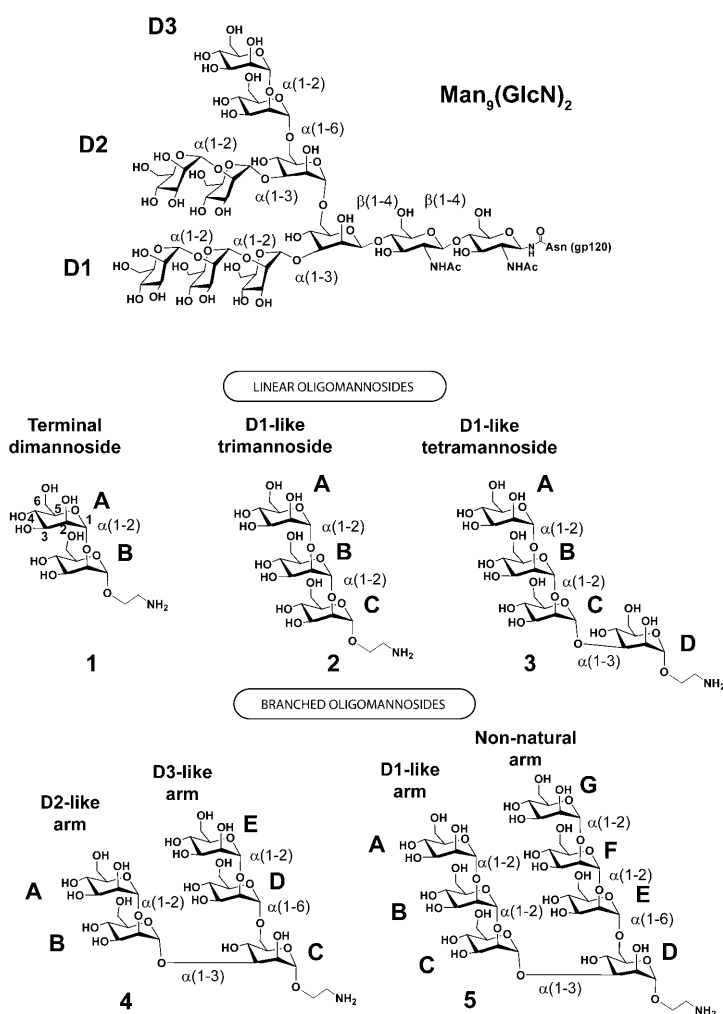 D3
Man9(GlcN)2
α(1-2)
α(1-6)
D2
α(1-2)
α(1-3)
β(1-4)
β(1-4)
Asn (gp120)
D1
α(1-2)
α(1-2)
α(1-3)
NHAc
NHAc
LINEAR OLIGOMANNOSIDES
Terminal
dimannoside
D1-like
trimannoside
D1-like
tetramannoside
A
α(1-2)
B
NH2
1
A
α(1-2)
B
α(1-2)
C
NH2
2
A
α(1-2)
B
α(1-2)
C
D
α(1-3)
NH2
3
BRANCHED OLIGOMANNOSIDES
D2-like
arm
D3-like
arm
E
α(1-2)
D
α(1-6)
A
α(1-2)
B
C
α(1-3)
NH2
4
D1-like
arm
Non-natural
arm
G
α(1-2)
F
α(1-2)
E
α(1-6)
A
α(1-2)
B
α(1-2)
C
D
α(1-3)
NH2
5